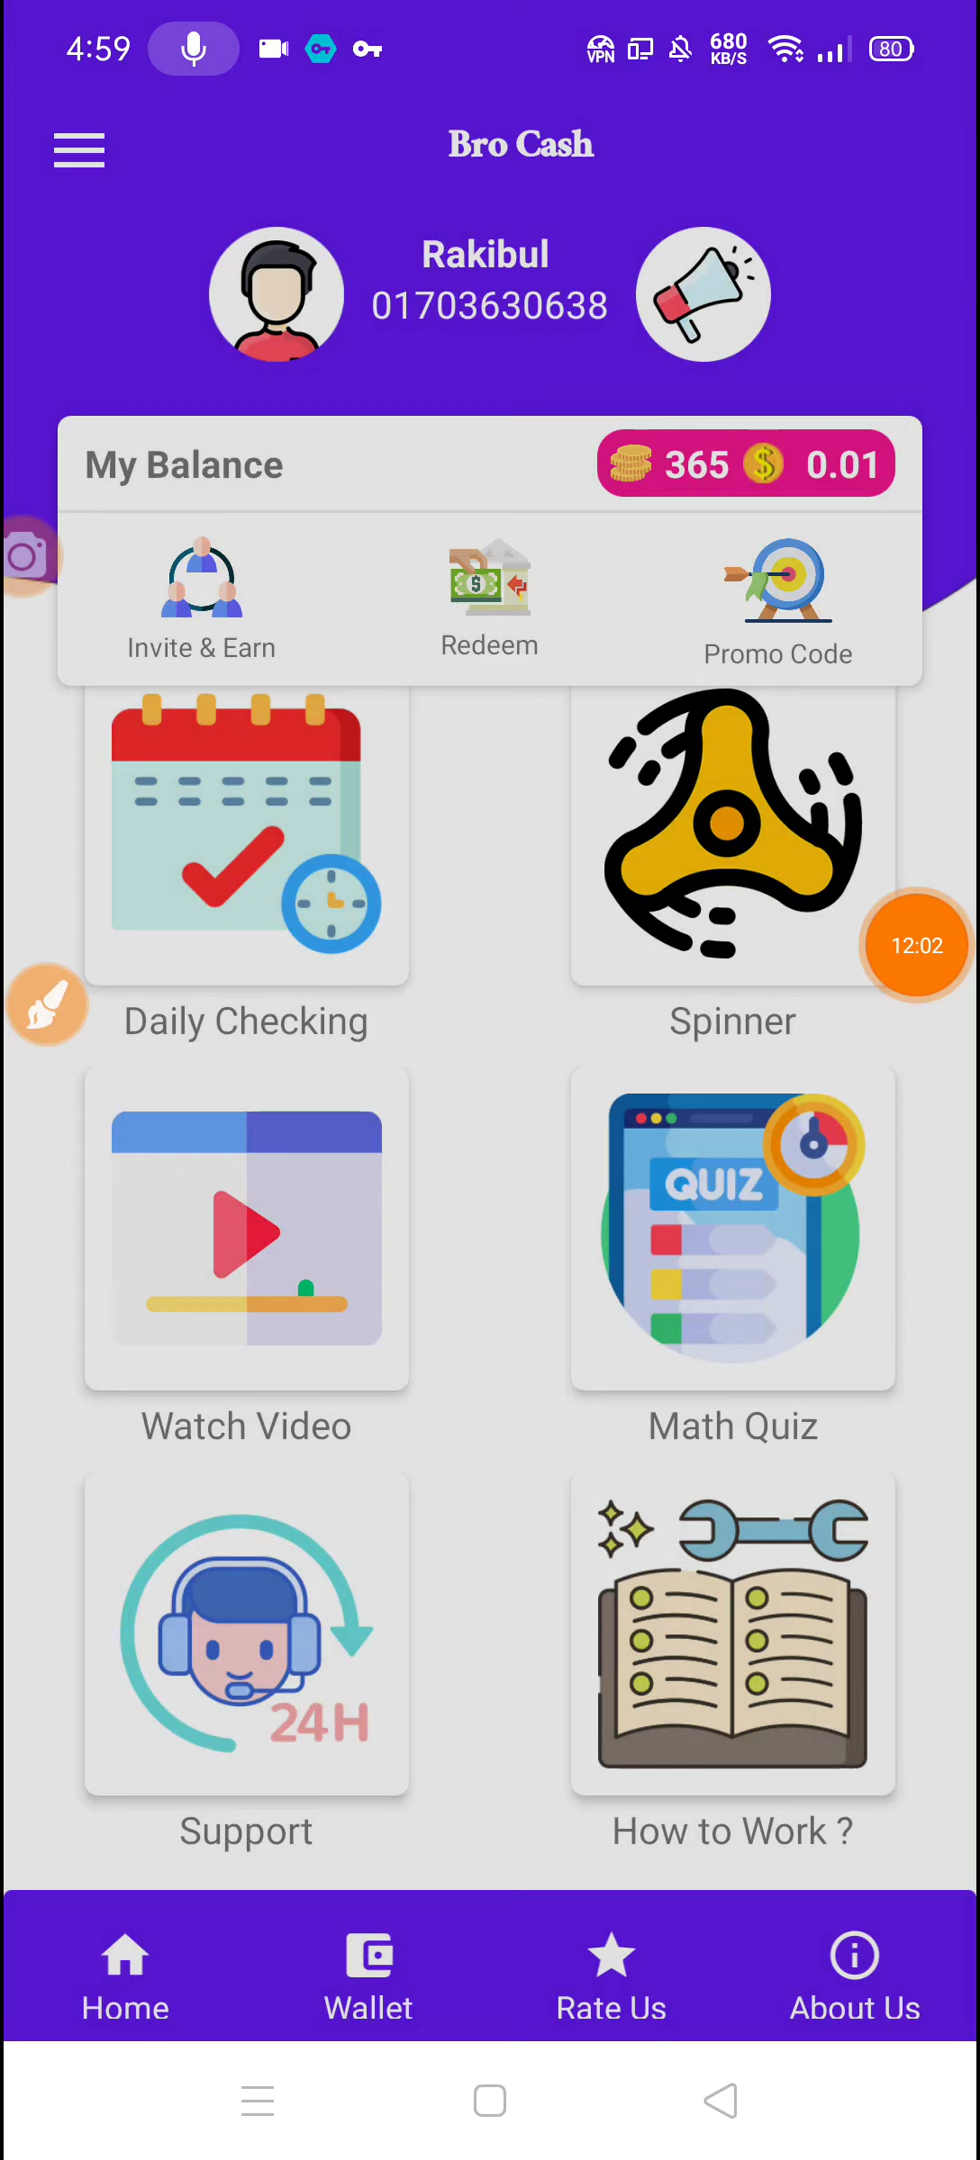 4:59
VPN
680
KB/S
80
Bro Cash
Rakibul
01703630638
My Balance
365
0.01
Invite & Earn
Redeem
Promo Code
Daily Checking
Spinner
12:02
QUIZ
Watch Video
Math Quiz
24H
Support
How to Work ?
Home
Wallet
Rate Us
About Us